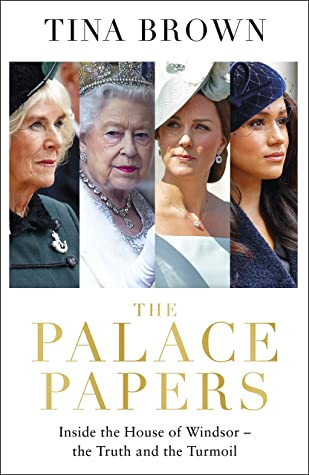 TINA BROWN
THE
PALACE
PAPERS
Inside the House of Windsor –
the Truth and the Turmoil